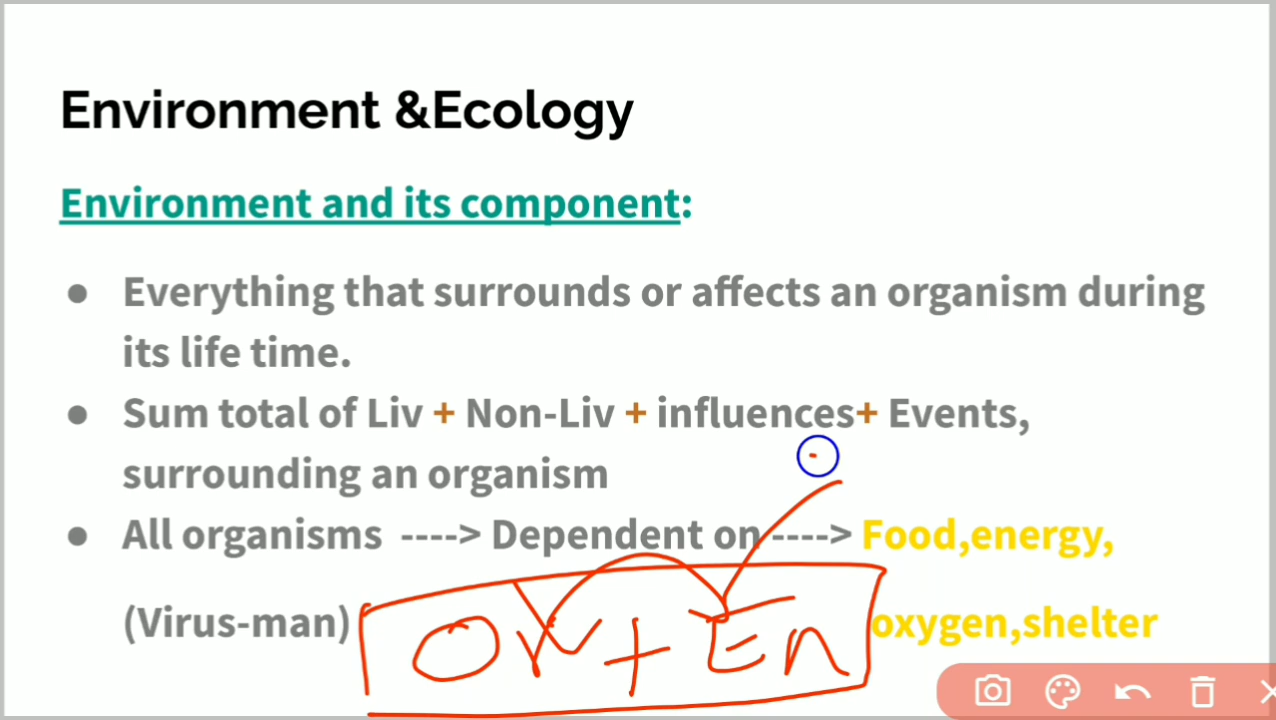 Environment &Ecology
Environment and its component:
● Everything that surrounds or affects an organism during
its life time.
● Sum total of Liv + Non-Liv + influences+ Events,
surrounding an organism
● All organisms ----> Dependent on ----> Food,energy,
(Virus-man) oxygen,shelter
Or + En